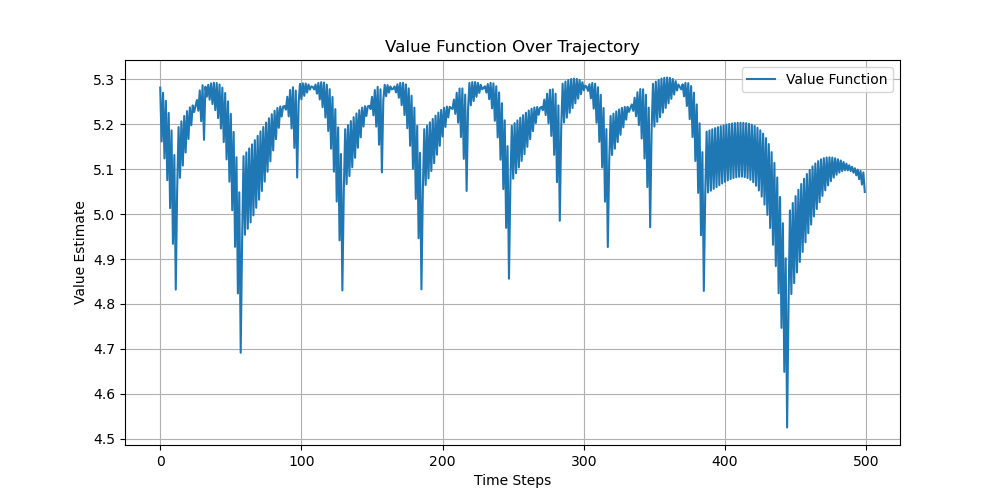 Value Function Over Trajectory
Value Function
5.3
5.2
5.1
5.0
4.9
4.8
4.7
4.6
4.5
Value Estimate
0 100 200 300 400 500
Time Steps